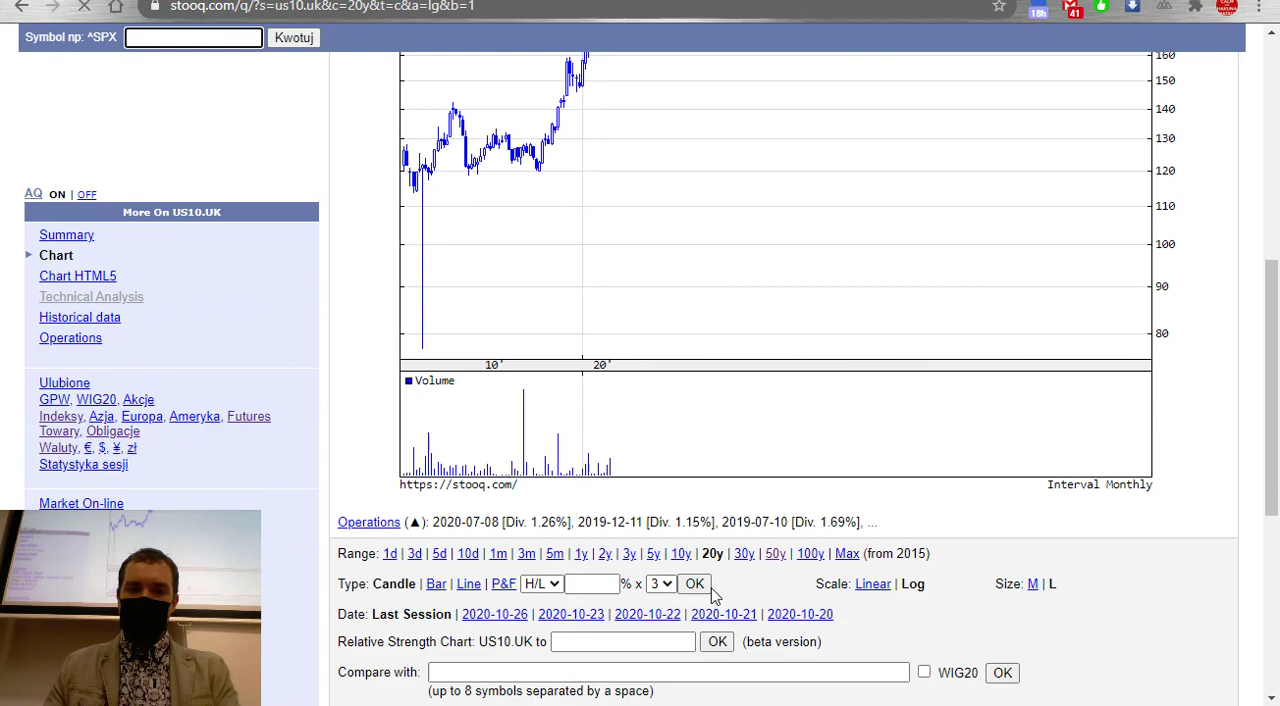 stooq.com/q/?s=us10.uk&c=20y&t=c&a=lg&b=1
18h
41
Symbol np: ^SPX
Kwotuj
AQ ON | OFF
More On US10.UK
Summary
Chart
Chart HTML5
Technical Analysis
Historical data
Operations
Ulubione
GPW, WIG20, Akcje
Indeksy, Azja, Europa, Ameryka, Futures
Towary, Obligacje
Waluty, €, $, ¥, zł
Statystyka sesji
Market On-line
160
150
140
130
120
110
100
90
80
10' 20'
Volume
https://stooq.com/ Interval Monthly
Operations (▲): 2020-07-08 [Div. 1.26%], 2019-12-11 [Div. 1.15%], 2019-07-10 [Div. 1.69%], ...
Range: 1d | 3d | 5d | 10d | 1m | 3m | 5m | 1y | 2y | 3y | 5y | 10y | 20y | 30y | 50y | 100y | Max (from 2015)
Type: Candle | Bar | Line | P&F H/L % x 3 OK Scale: Linear | Log Size: M | L
Date: Last Session | 2020-10-26 | 2020-10-23 | 2020-10-22 | 2020-10-21 | 2020-10-20
Relative Strength Chart: US10.UK to OK (beta version)
Compare with: WIG20 OK
(up to 8 symbols separated by a space)